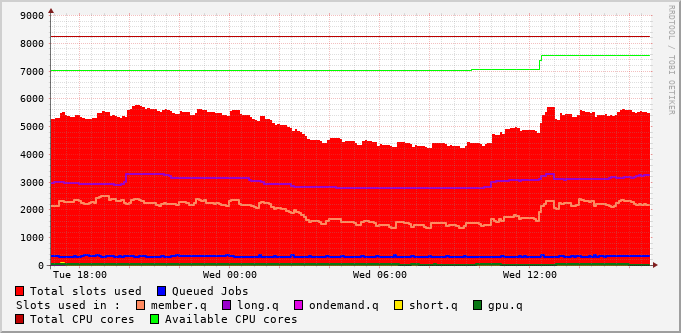 RRDTOOL / TOBI OETIKER
9000
8000
7000
6000
5000
4000
3000
2000
1000
0
Tue 18:00 Wed 00:00 Wed 06:00 Wed 12:00
Total slots used Queued Jobs
Slots used in : member.q long.q ondemand.q short.q gpu.q
Total CPU cores Available CPU cores